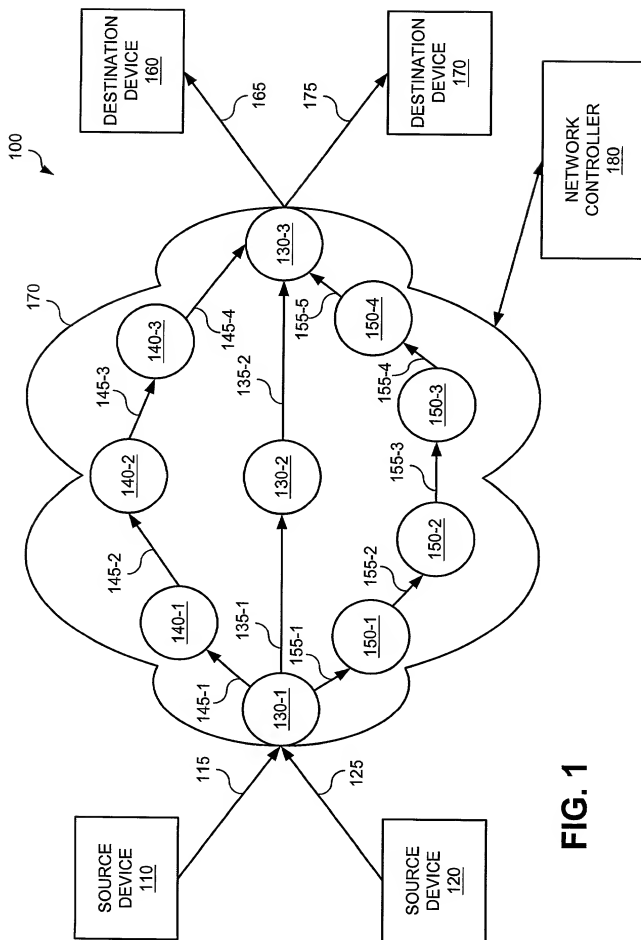 100
SOURCE
DEVICE
110
SOURCE
DEVICE
120
115
125
130-1
145-1
140-1
145-2
140-2
145-3
140-3
145-4
135-1
130-2
135-2
130-3
155-1
150-1
155-2
150-2
155-3
150-3
155-4
150-4
155-5
170
165
175
DESTINATION
DEVICE
160
DESTINATION
DEVICE
170
NETWORK
CONTROLLER
180
FIG. 1